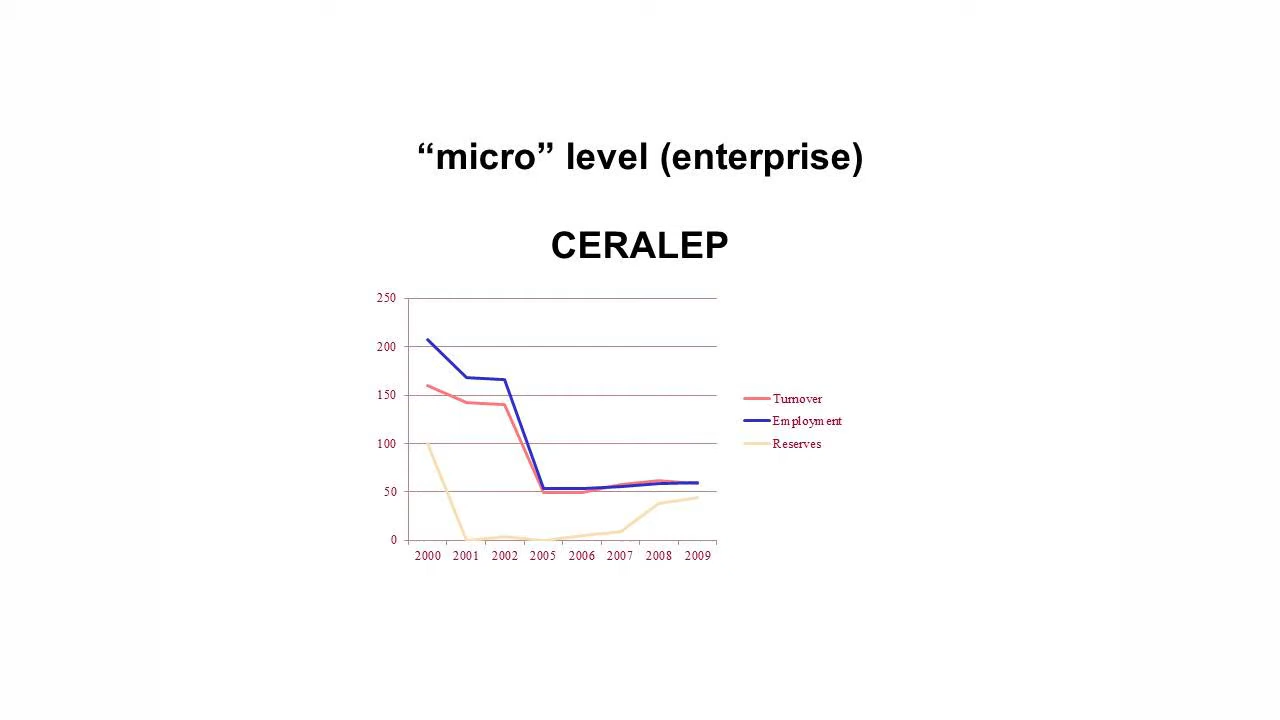 “micro” level (enterprise)
CERALEP
250
200
150
100
50
0
2000 2001 2002 2005 2006 2007 2008 2009
Turnover
Employment
Reserves